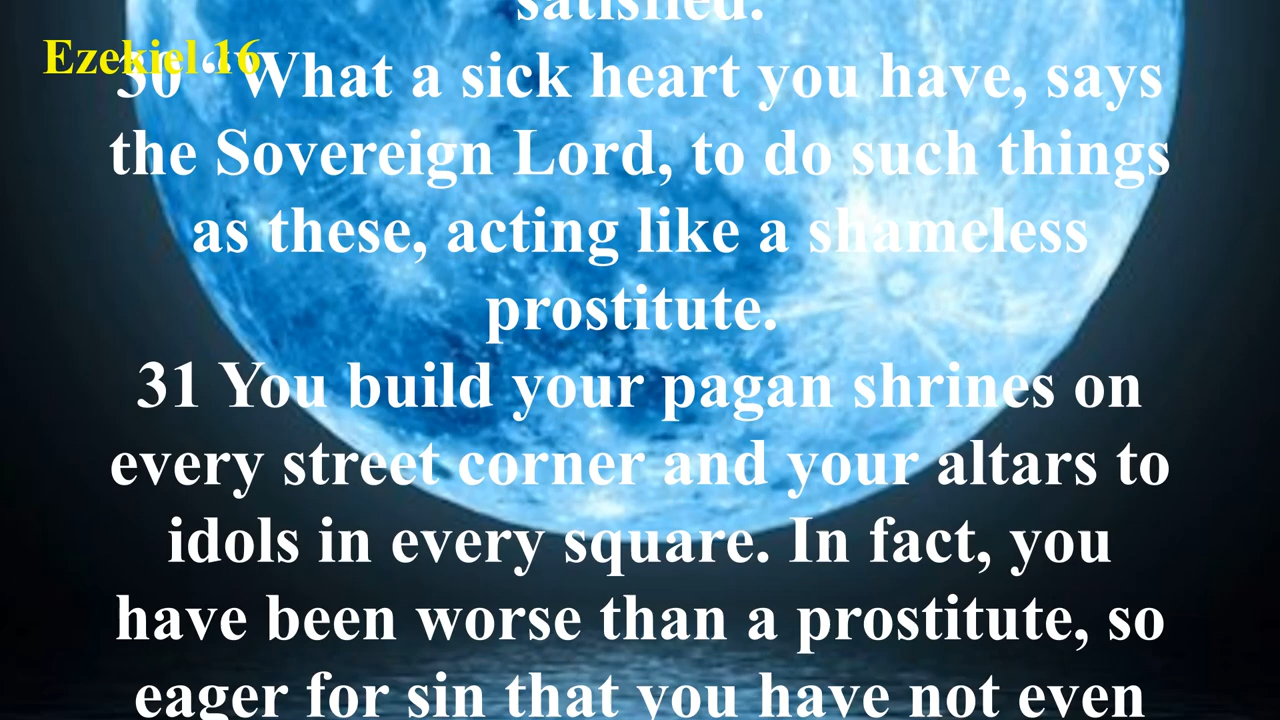 satisfied.
Ezekiel 16
30 “‘What a sick heart you have, says
the Sovereign Lord, to do such things
as these, acting like a shameless
prostitute.
31 You build your pagan shrines on
every street corner and your altars to
idols in every square. In fact, you
have been worse than a prostitute, so
eager for sin that you have not even